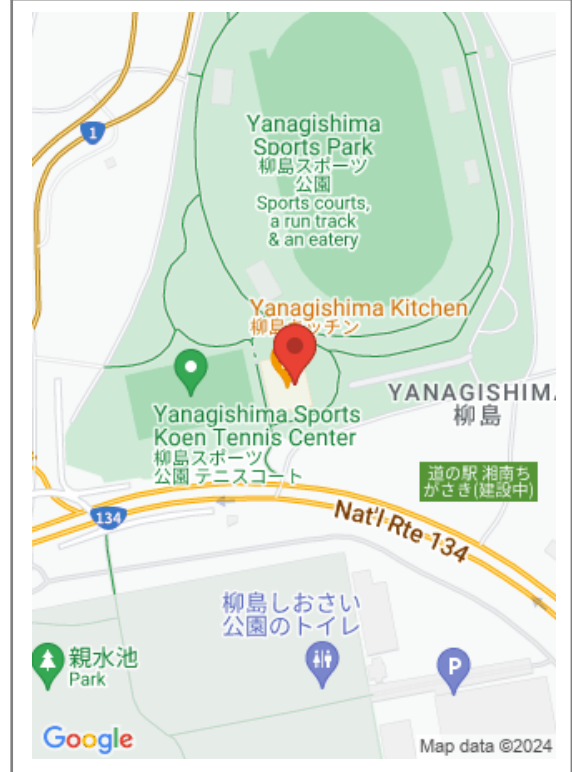 1
Yanagishima
Sports Park
柳島スポーツ
公園
Sports courts,
a run track
& an eatery
Yanagishima Kitchen
柳島キッチン
YANAGISHIMA
柳島
Yanagishima Sports
Koen Tennis Center
柳島スポーツ
公園 テニスコート
道の駅 湘南ち
がさき(建設中)
134
Nat'l Rte 134
柳島しおさい
公園のトイレ
親水池
Park
P
Google
Map data ©2024